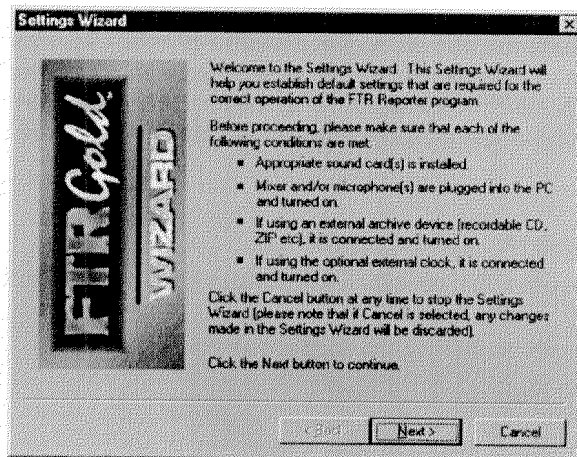 Settings Wizard
FTR Gold
WIZARD
Welcome to the Settings Wizard. This Settings Wizard will
help you establish default settings that are required for the
correct operation of the FTR Reporter program.
Before proceeding, please make sure that each of the
following conditions are met.
■ Appropriate sound card(s) is installed.
■ Mixer and/or microphone(s) are plugged into the PC
and turned on.
■ If using an external archive device (recordable CD,
ZIP etc), it is connected and turned on.
■ If using the optional external clock, it is connected
and turned on.
Click the Cancel button at any time to stop the Settings
Wizard (please note that if Cancel is selected, any changes
made in the Settings Wizard will be discarded).
Click the Next button to continue.
< Back
Next >
Cancel